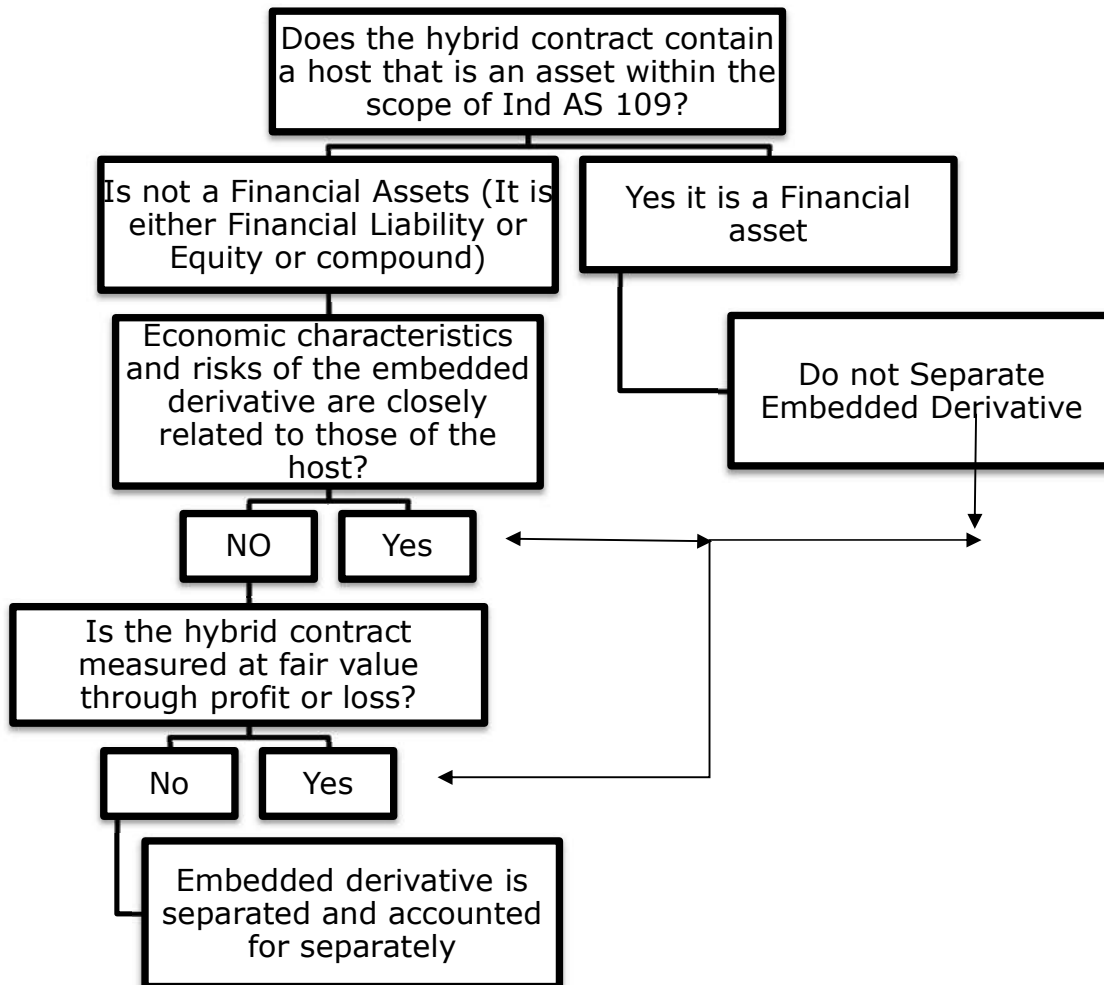 Does the hybrid contract contain
a host that is an asset within the
scope of Ind AS 109?
Is not a Financial Assets (It is
either Financial Liability or
Equity or compound)
Yes it is a Financial
asset
Economic characteristics
and risks of the embedded
derivative are closely
related to those of the
host?
Do not Separate
Embedded Derivative
NO
Yes
Is the hybrid contract
measured at fair value
through profit or loss?
No
Yes
Embedded derivative is
separated and accounted
for separately